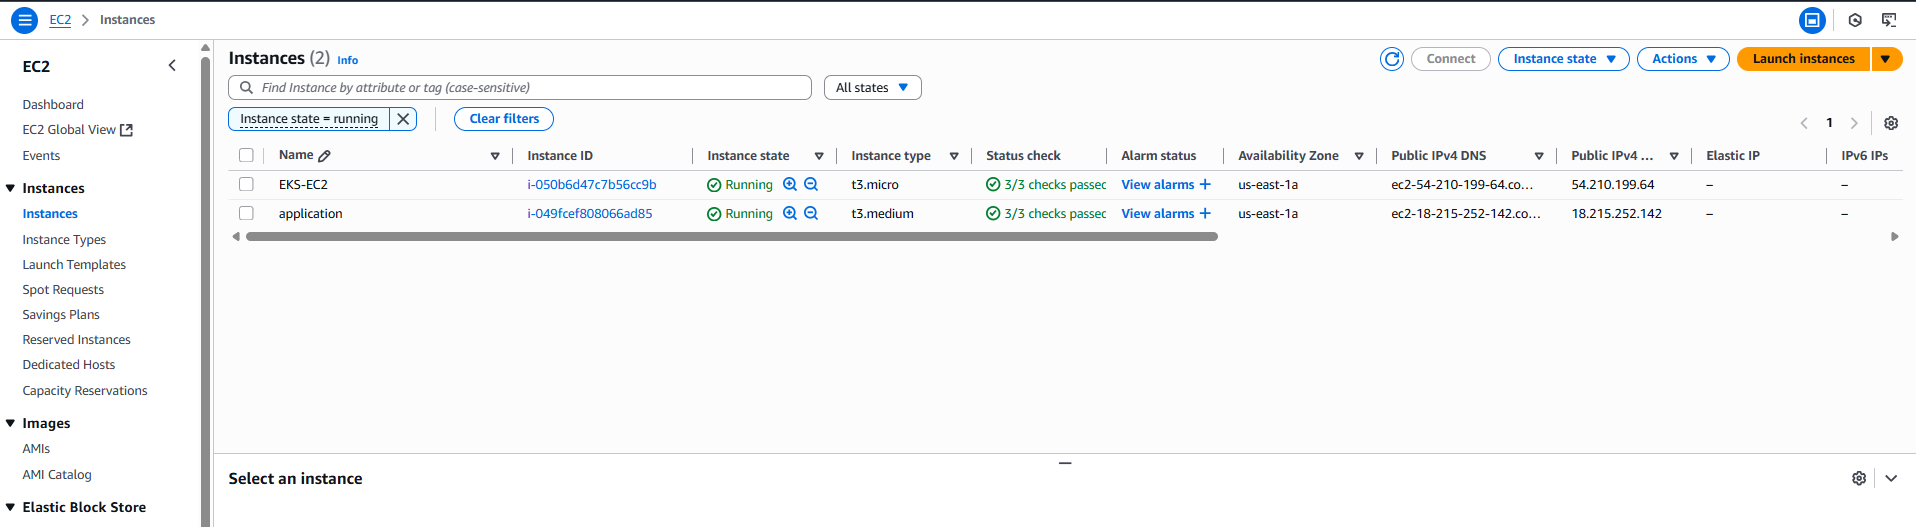 EC2 > Instances
EC2
Dashboard
EC2 Global View
Events
Instances
Instances
Instance Types
Launch Templates
Spot Requests
Savings Plans
Reserved Instances
Dedicated Hosts
Capacity Reservations
Images
AMIs
AMI Catalog
Elastic Block Store
Instances (2) Info
Connect Instance state Actions Launch instances
Find Instance by attribute or tag (case-sensitive) All states
Instance state = running Clear filters
1
Name Instance ID Instance state Instance type Status check Alarm status Availability Zone Public IPv4 DNS Public IPv4 ... Elastic IP IPv6 IPs
EKS-EC2 i-050b6d47c7b56cc9b Running t3.micro 3/3 checks passec View alarms + us-east-1a ec2-54-210-199-64.co... 54.210.199.64 – –
application i-049fcef808066ad85 Running t3.medium 3/3 checks passec View alarms + us-east-1a ec2-18-215-252-142.co... 18.215.252.142 – –
Select an instance